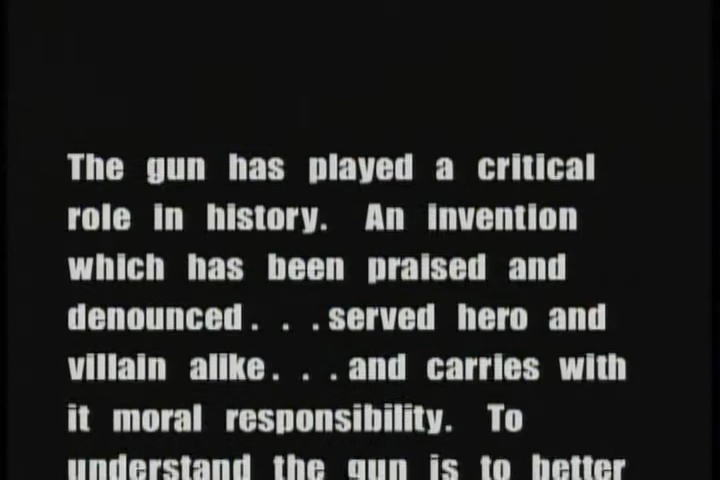 The gun has played a critical
role in history. An invention
which has been praised and
denounced. . .served hero and
villain alike. . .and carries with
it moral responsibility. To
understand the gun is to better